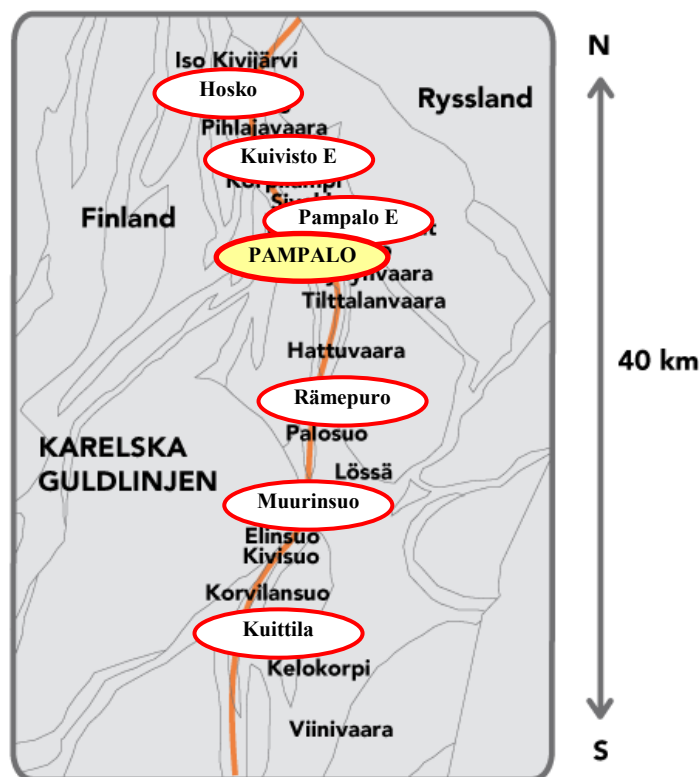 N
Iso Kivijärvi
Hosko
Ryssland
Pihlajavaara
Kuivisto E
Finland
Pampalo E
PAMPALO
Tilttalanvaara
Hattuvaara
40 km
Rämepuro
Palosuo
KARELSKA
GULDLINJEN
Lössä
Muurinsuo
Elinsuo
Kivisuo
Korvilansuo
Kuittila
Kelokorpi
Viinivaara
S